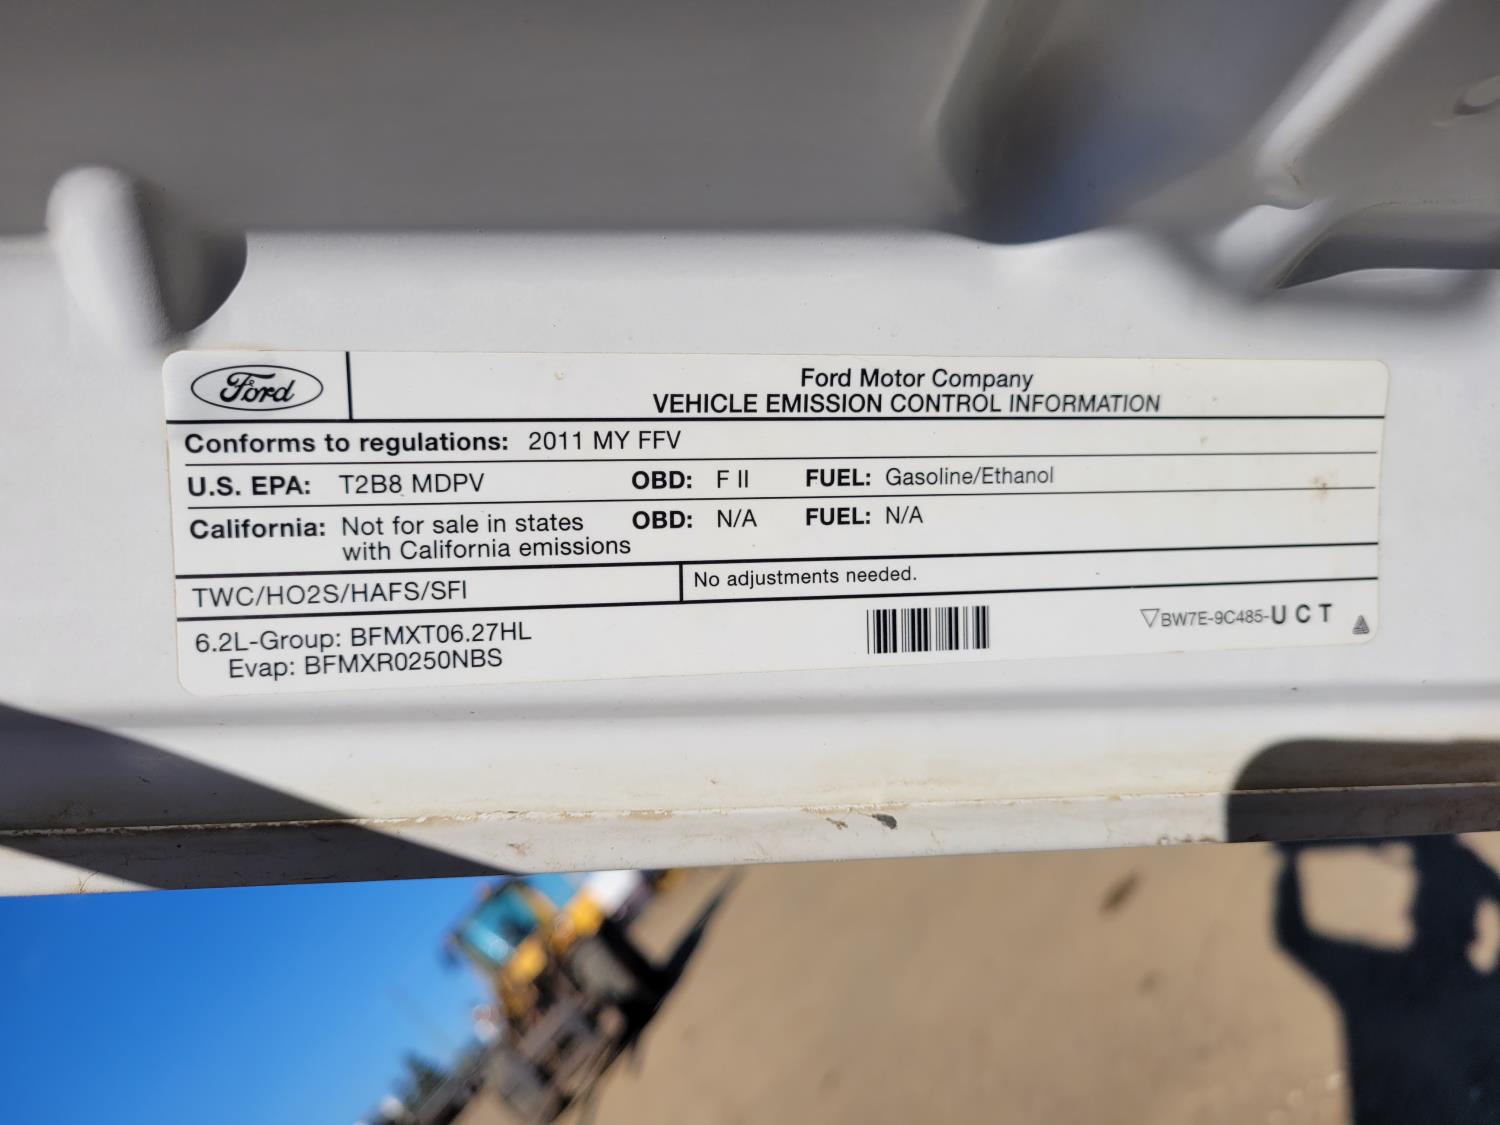 Ford
Ford Motor Company
VEHICLE EMISSION CONTROL INFORMATION
Conforms to regulations: 2011 MY FFV
U.S. EPA: T2B8 MDPV OBD: F II FUEL: Gasoline/Ethanol
California: Not for sale in states OBD: N/A FUEL: N/A
with California emissions
TWC/HO2S/HAFS/SFI No adjustments needed.
6.2L-Group: BFMXT06.27HL
Evap: BFMXR0250NBS
BW7E-9C485-UCT